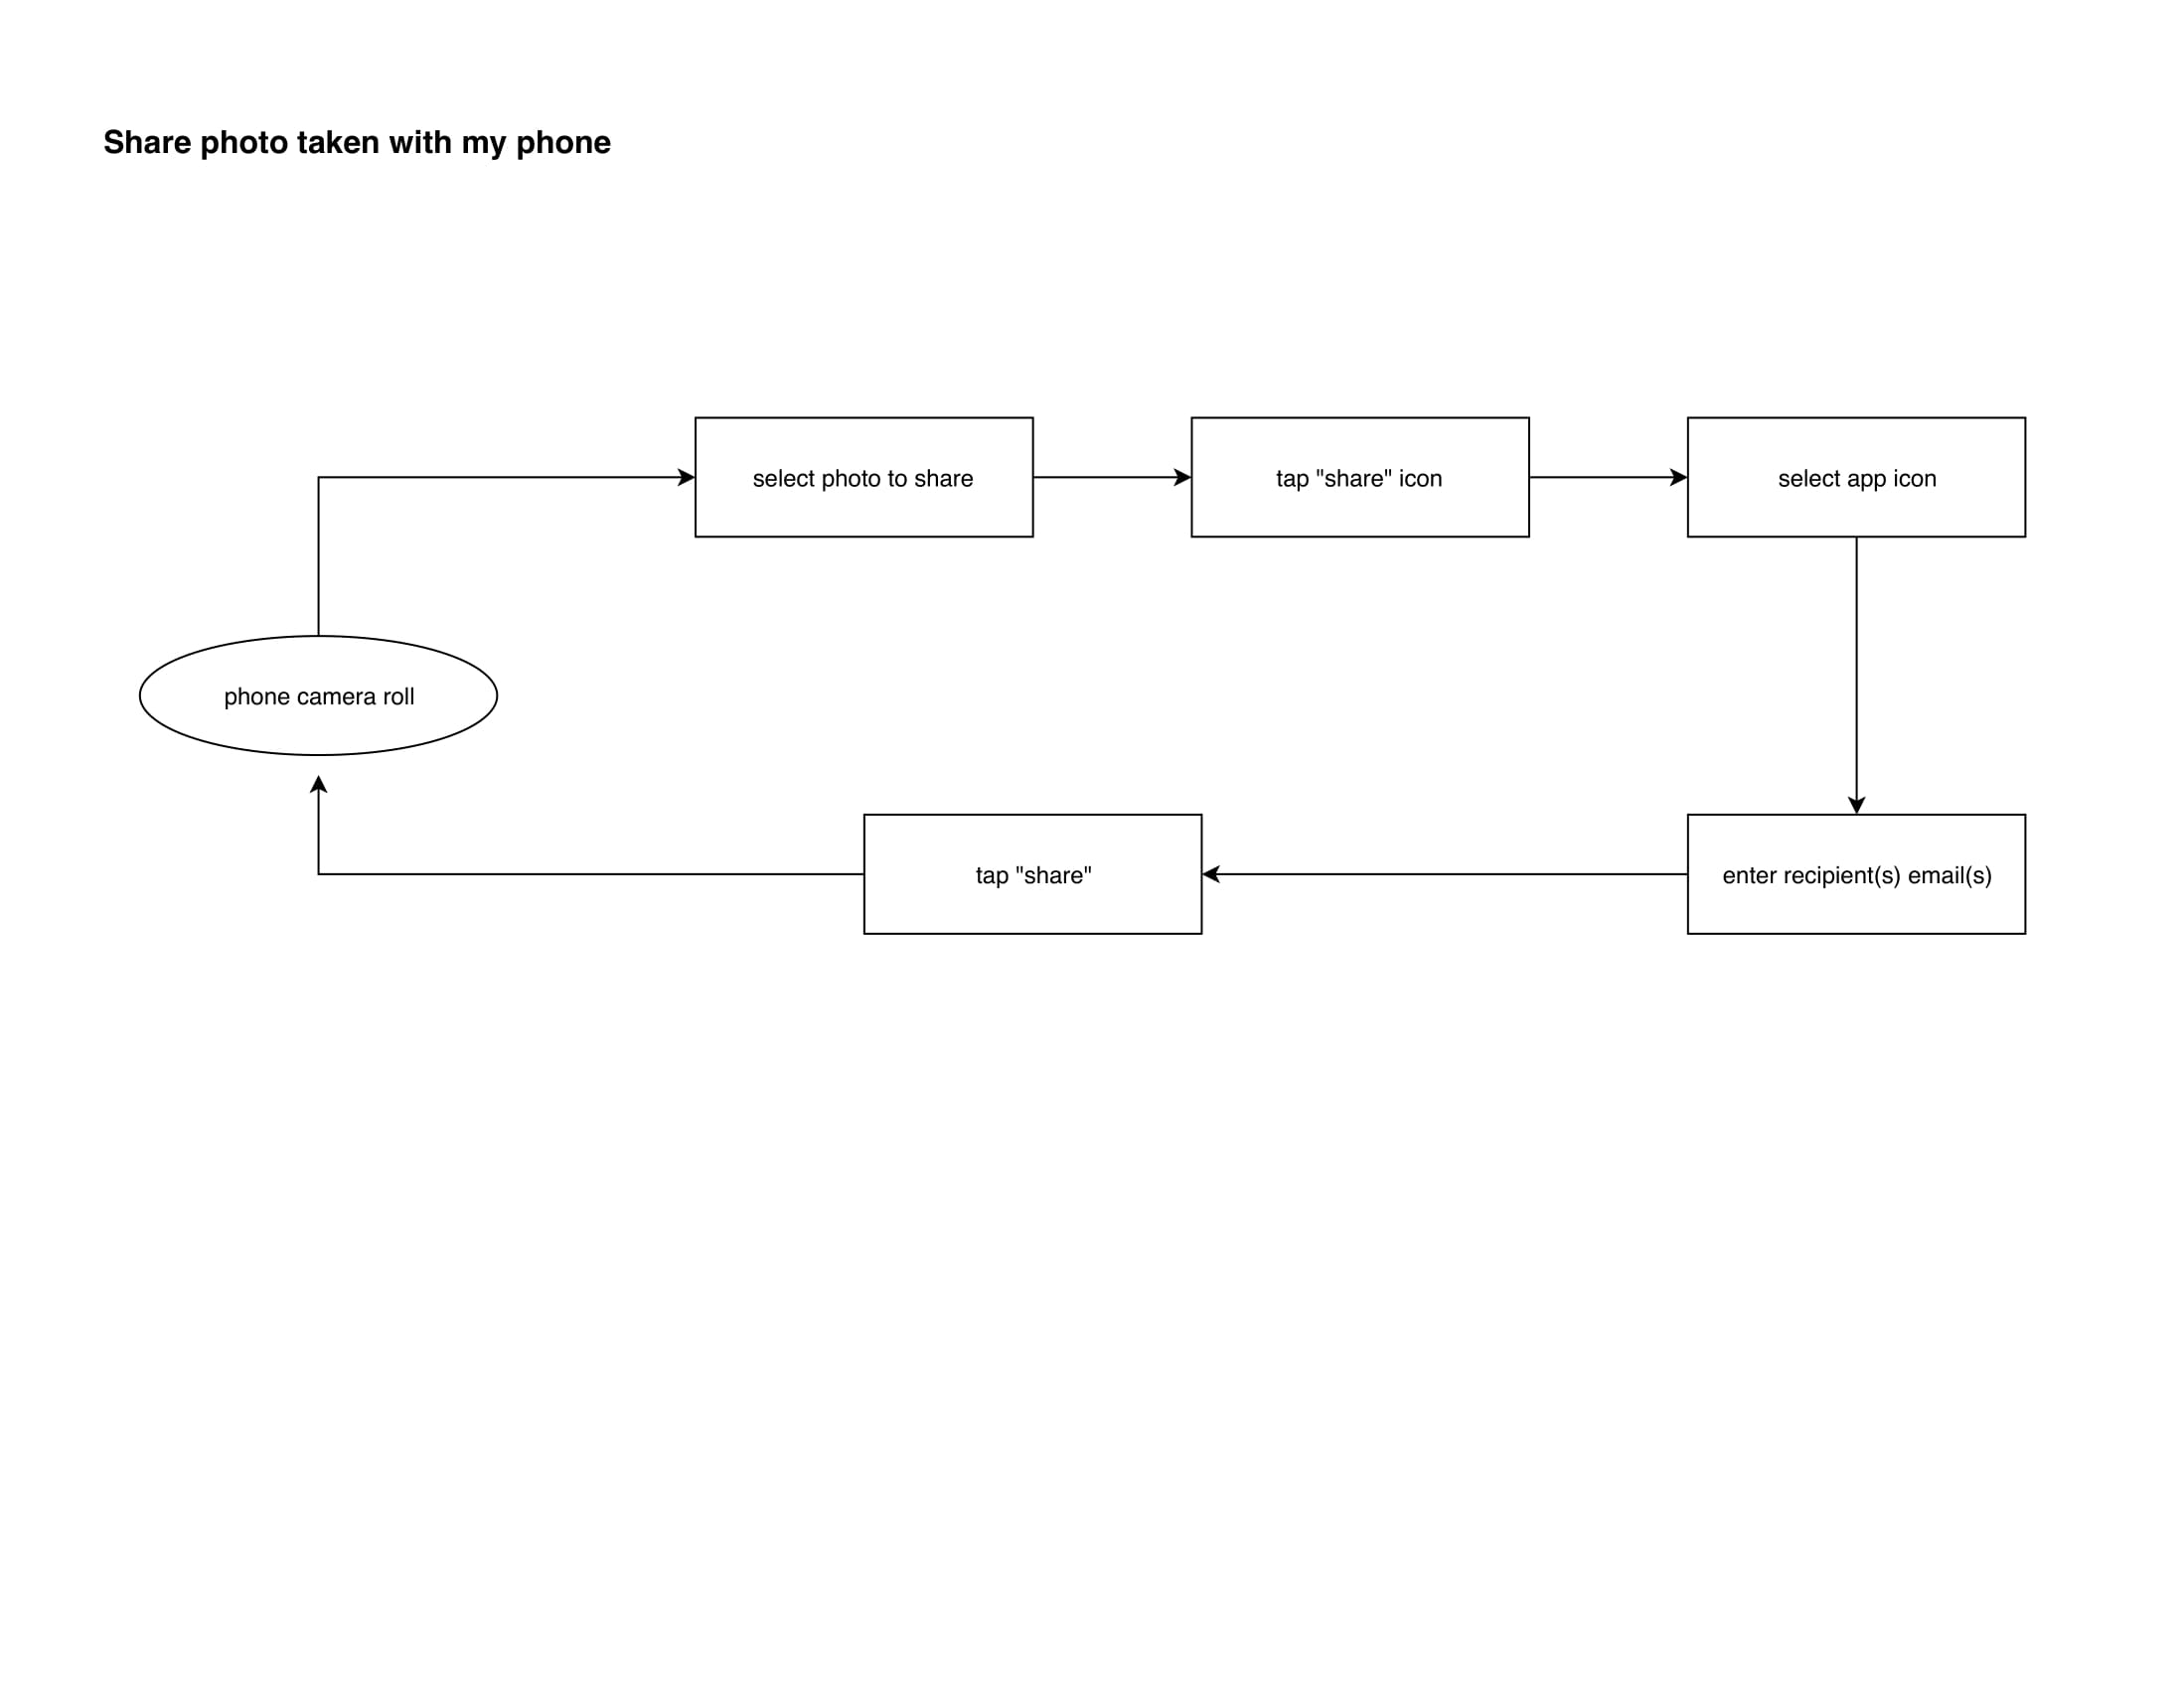 Share photo taken with my phone
select photo to share
tap "share" icon
select app icon
phone camera roll
tap "share"
enter recipient(s) email(s)